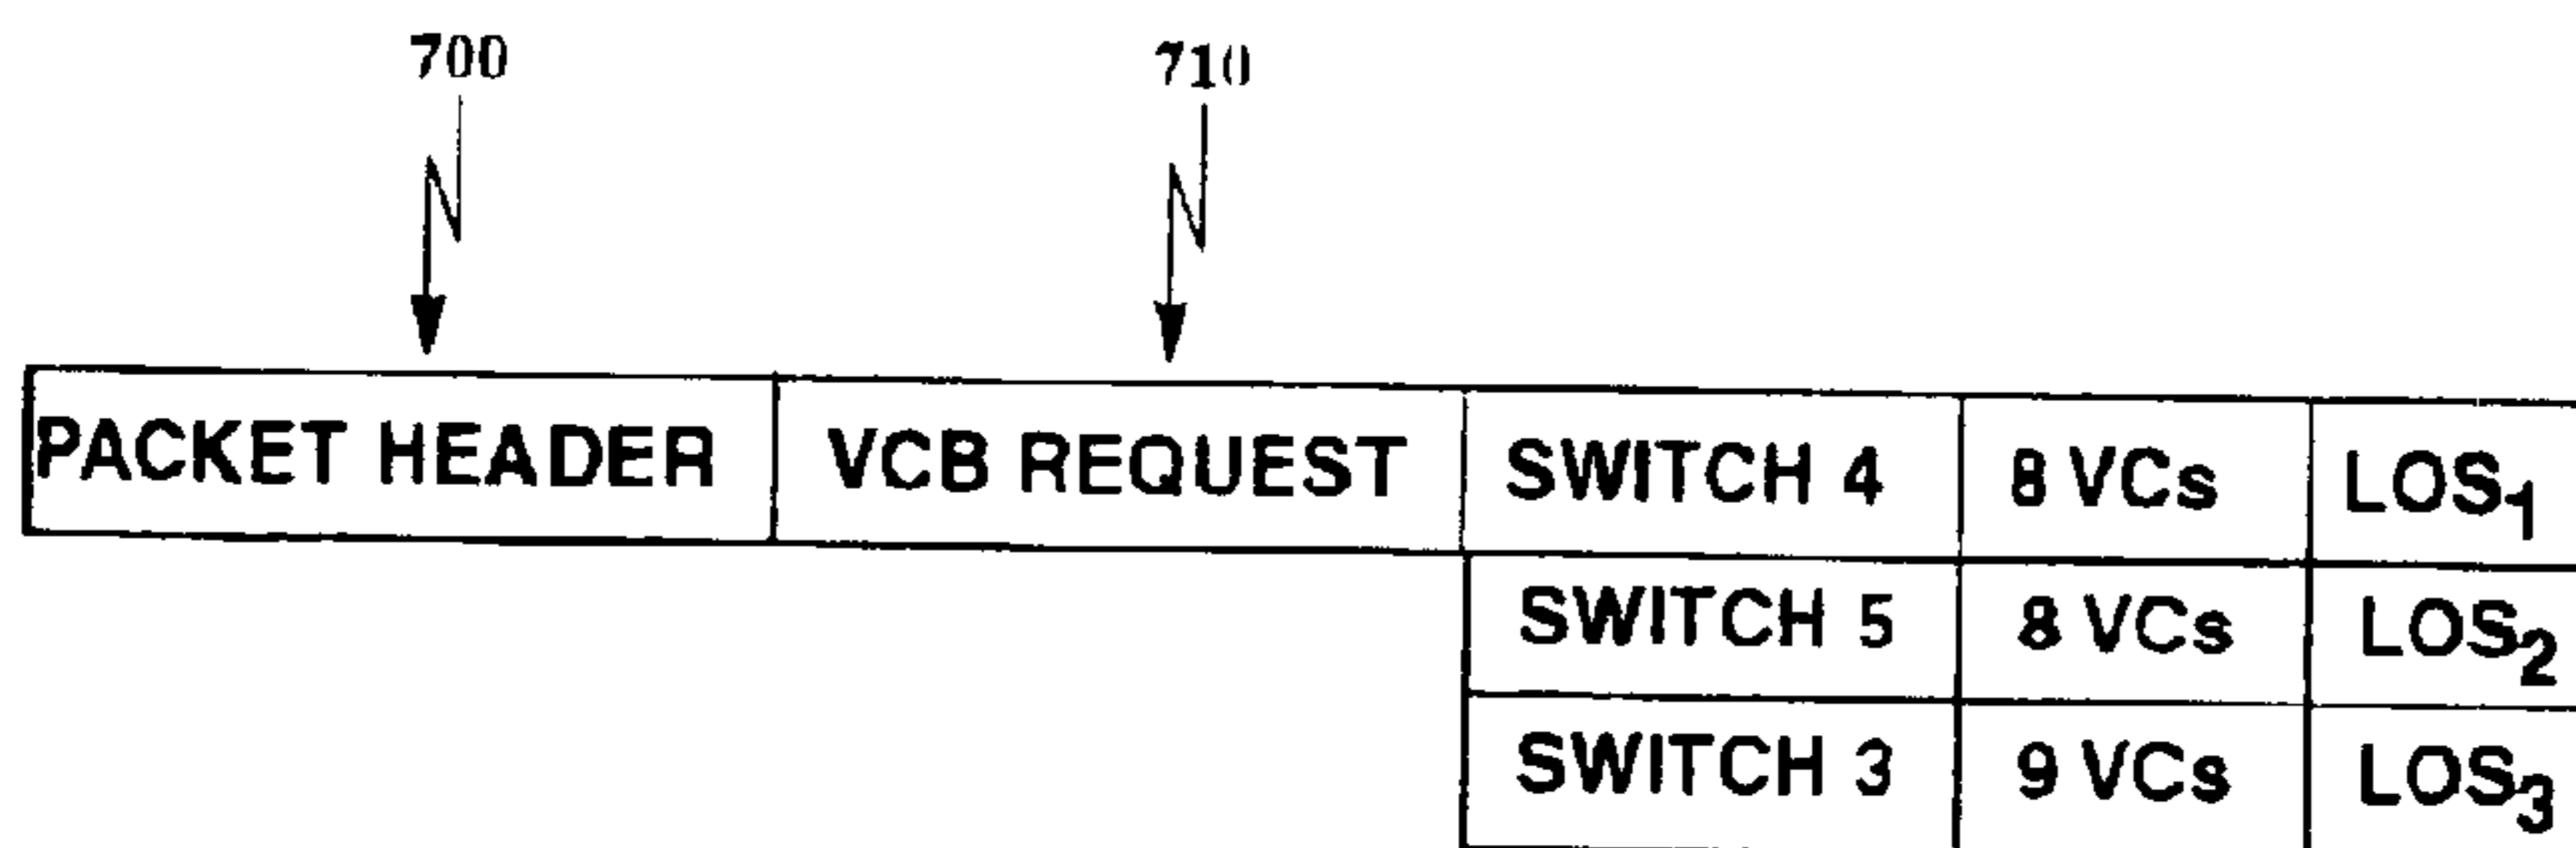 700 710
PACKET HEADER VCB REQUEST SWITCH 4 8 VCs LOS1
SWITCH 5 8 VCs LOS2
SWITCH 3 9 VCs LOS3